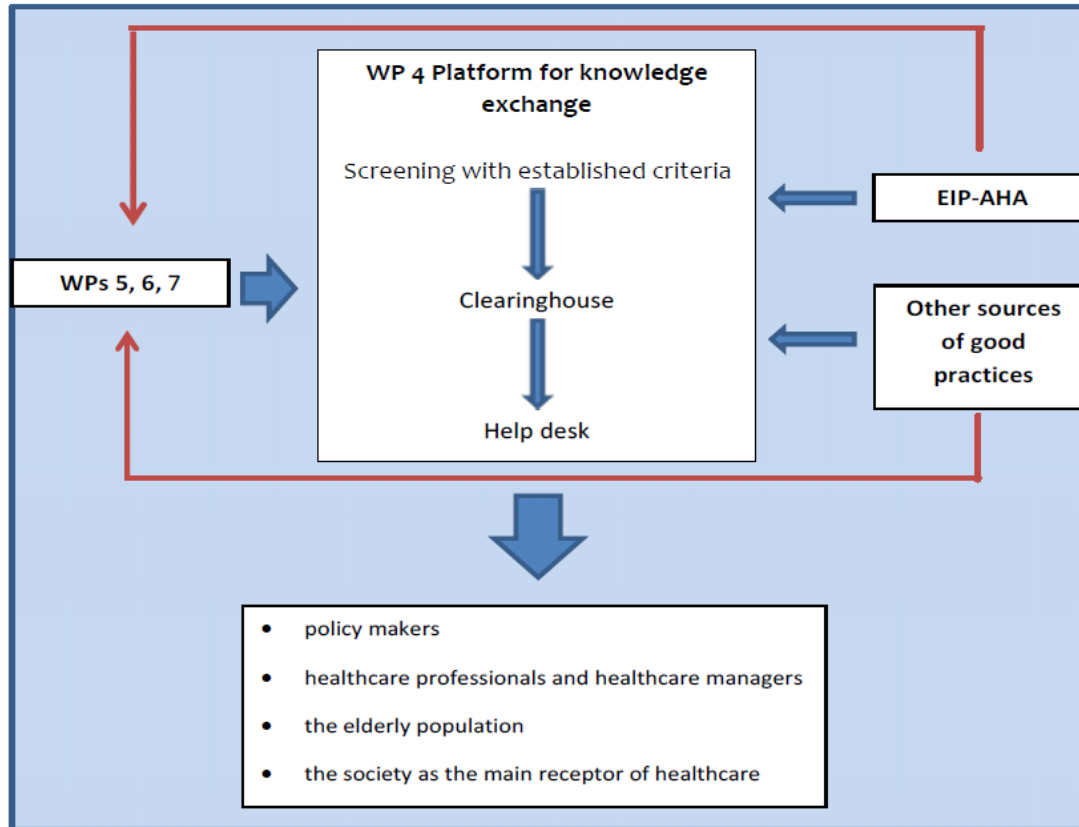 WP 4 Platform for knowledge
exchange
Screening with established criteria
EIP-AHA
WPs 5, 6, 7
Clearinghouse
Other sources
of good
practices
Help desk
• policy makers
• healthcare professionals and healthcare managers
• the elderly population
• the society as the main receptor of healthcare